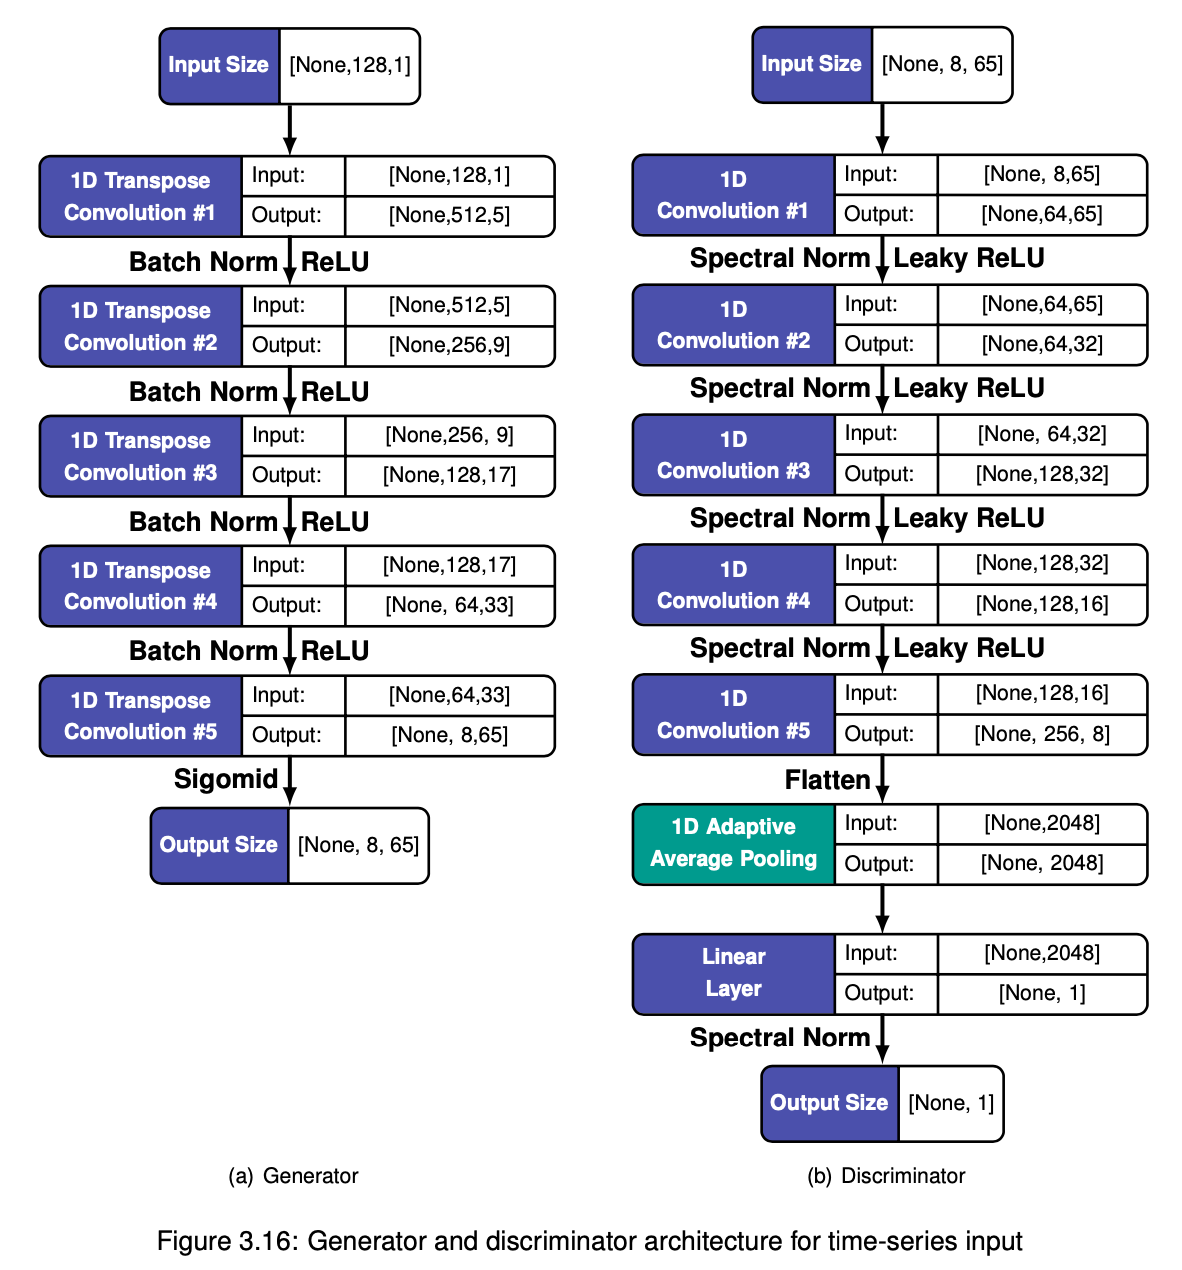 Input Size [None,128,1]
1D Transpose
Convolution #1
Input: [None,128,1]
Output: [None,512,5]
Batch Norm ReLU
1D Transpose
Convolution #2
Input: [None,512,5]
Output: [None,256,9]
Batch Norm ReLU
1D Transpose
Convolution #3
Input: [None,256, 9]
Output: [None,128,17]
Batch Norm ReLU
1D Transpose
Convolution #4
Input: [None,128,17]
Output: [None, 64,33]
Batch Norm ReLU
1D Transpose
Convolution #5
Input: [None,64,33]
Output: [None, 8,65]
Sigomid
Output Size [None, 8, 65]
(a) Generator
Input Size [None, 8, 65]
1D
Convolution #1
Input: [None, 8,65]
Output: [None,64,65]
Spectral Norm Leaky ReLU
1D
Convolution #2
Input: [None,64,65]
Output: [None,64,32]
Spectral Norm Leaky ReLU
1D
Convolution #3
Input: [None, 64,32]
Output: [None,128,32]
Spectral Norm Leaky ReLU
1D
Convolution #4
Input: [None,128,32]
Output: [None,128,16]
Spectral Norm Leaky ReLU
1D
Convolution #5
Input: [None,128,16]
Output: [None, 256, 8]
Flatten
1D Adaptive
Average Pooling
Input: [None,2048]
Output: [None, 2048]
Linear
Layer
Input: [None,2048]
Output: [None, 1]
Spectral Norm
Output Size [None, 1]
(b) Discriminator
Figure 3.16: Generator and discriminator architecture for time-series input